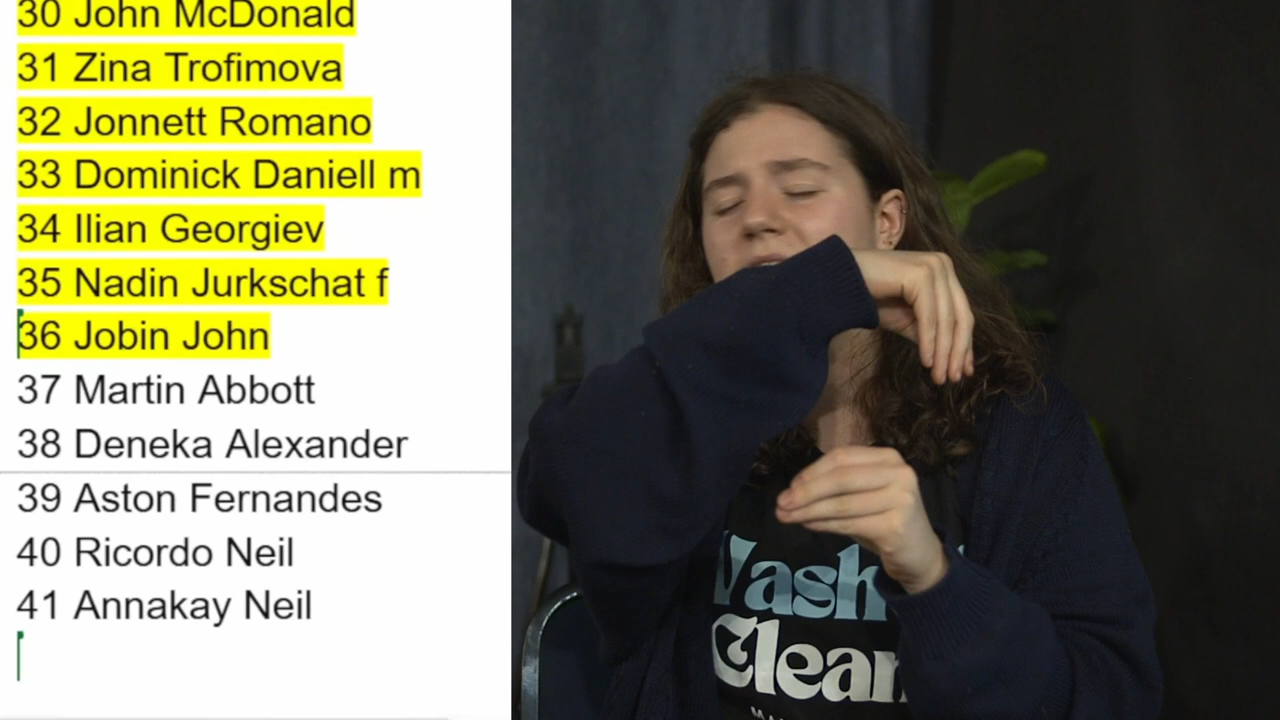 30 John McDonald
31 Zina Trofimova
32 Jonnett Romano
33 Dominick Daniell m
34 Ilian Georgiev
35 Nadin Jurkschat f
36 Jobin John
37 Martin Abbott
38 Deneka Alexander
39 Aston Fernandes
40 Ricordo Neil
41 Annakay Neil
Wash
Clean